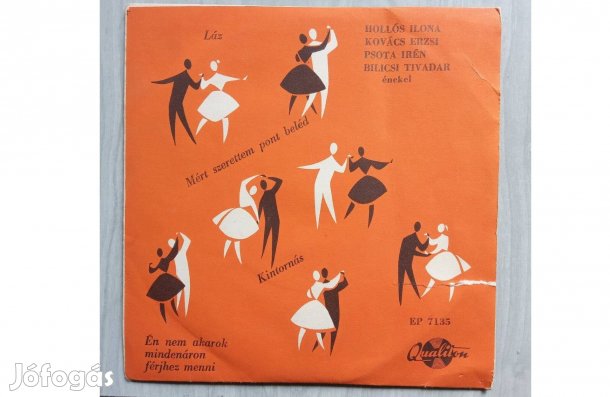 Láz
HOLLÓS ILONA
KOVÁCS ERZSI
PSOTA IRÉN
BILICSI TIVADAR
énekel
Mért szerettem pont beléd
Kintornás
EP 7135
Qualiton
Én nem akarok
mindenáron
férjhez menni
Jófogás